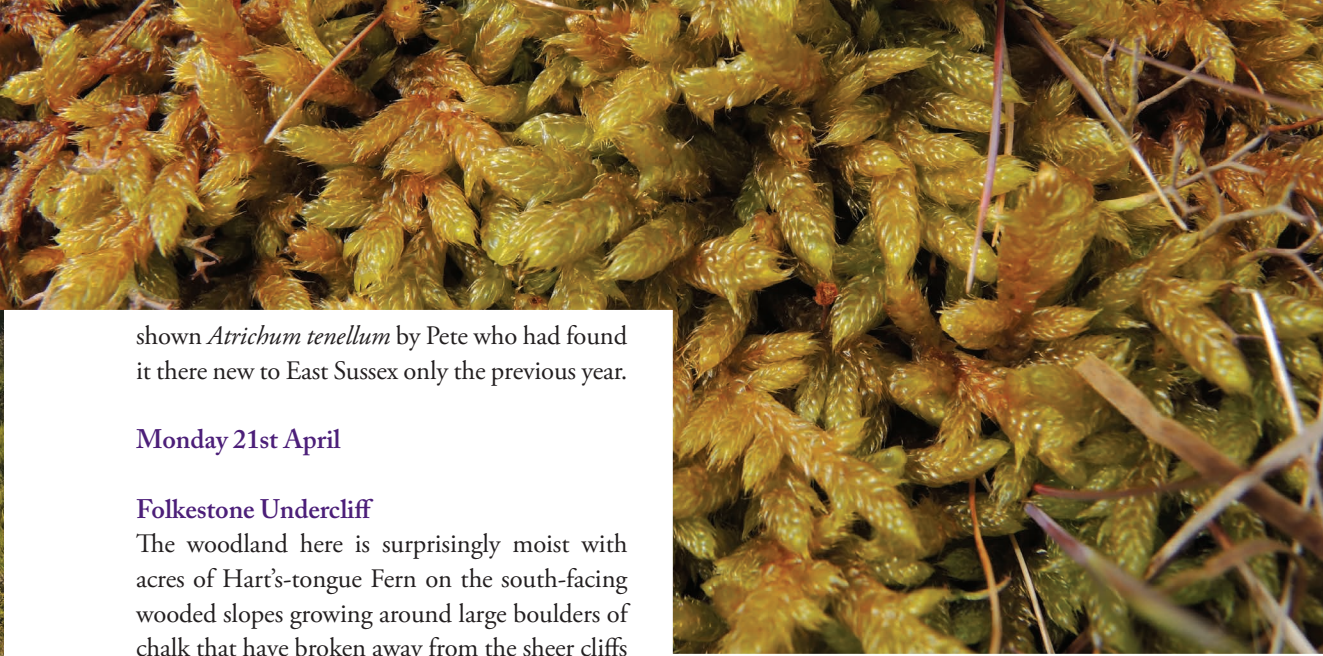 shown Atrichum tenellum by Pete who had found
it there new to East Sussex only the previous year.
Monday 21st April
Folkestone Undercliff
The woodland here is surprisingly moist with
acres of Hart's-tongue Fern on the south-facing
wooded slopes growing around large boulders of
chalk that have broken away from the sheer cliffs